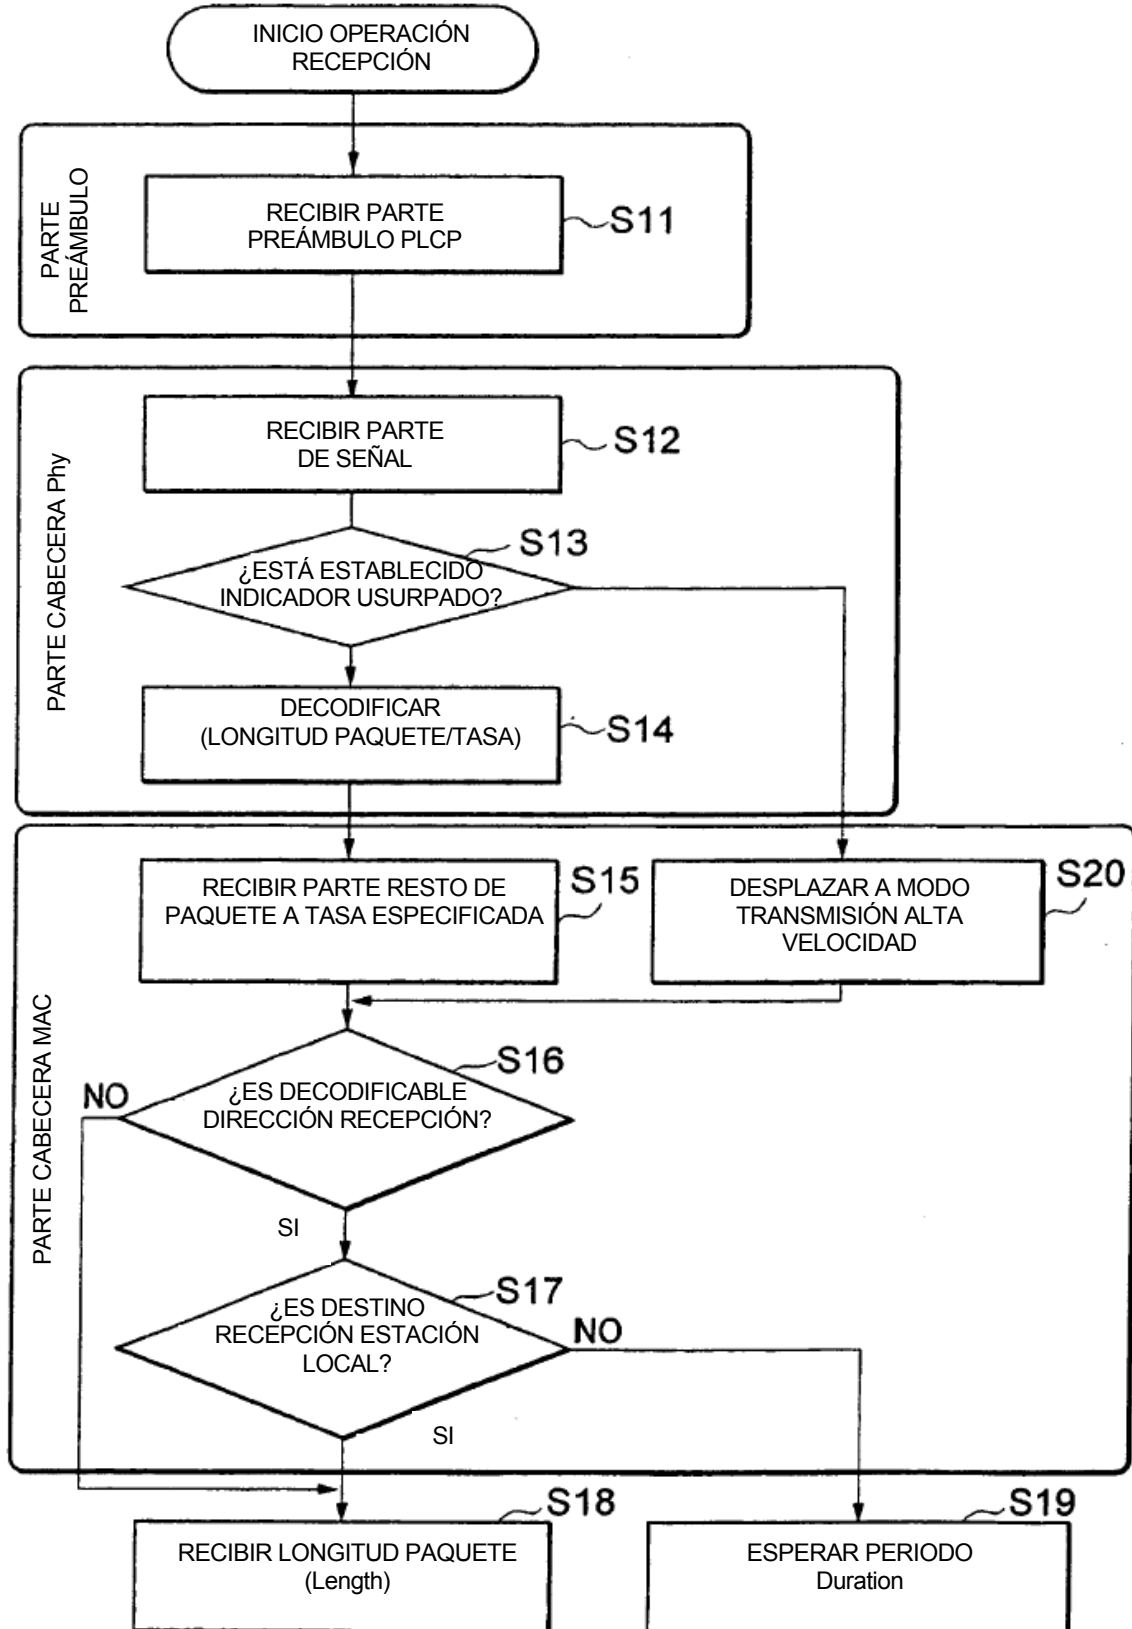 INICIO OPERACIÓN
RECEPCIÓN
PARTE
PREÁMBULO
RECIBIR PARTE
PREÁMBULO PLCP
S11
PARTE CABECERA Phy
RECIBIR PARTE
DE SEÑAL
S12
S13
¿ESTÁ ESTABLECIDO
INDICADOR USURPADO?
DECODIFICAR
(LONGITUD PAQUETE/TASA)
S14
PARTE CABECERA MAC
RECIBIR PARTE RESTO DE
PAQUETE A TASA ESPECIFICADA
S15
DESPLAZAR A MODO
TRANSMISIÓN ALTA
VELOCIDAD
S20
S16
NO
¿ES DECODIFICABLE
DIRECCIÓN RECEPCIÓN?
SI
S17
¿ES DESTINO
RECEPCIÓN ESTACIÓN
LOCAL?
NO
SI
S18
RECIBIR LONGITUD PAQUETE
(Length)
S19
ESPERAR PERIODO
Duration